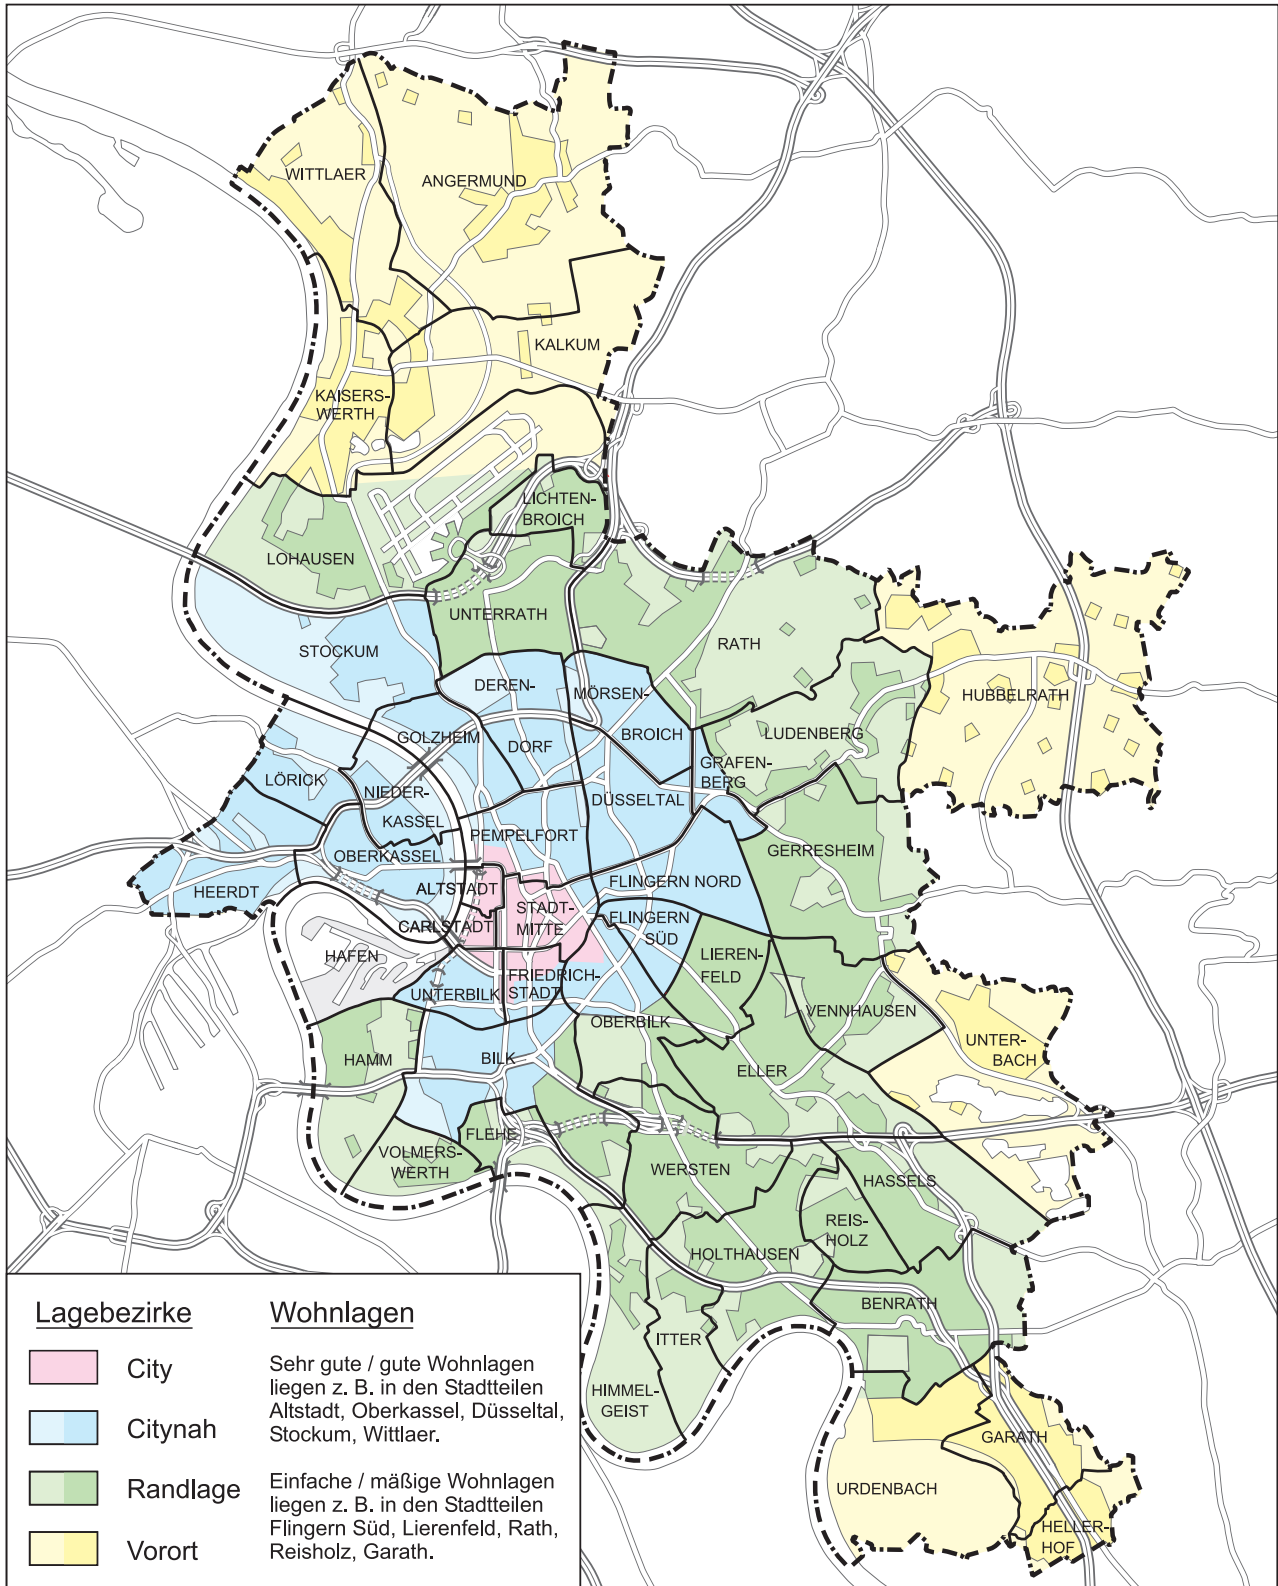 WITTLAER
ANGERMUND
KALKUM
KAISERS-
WERTH
LICHTEN-
BROICH
LOHAUSEN
UNTERRATH
RATH
STOCKUM
DEREN-
DORF
MÖRSEN-
BROICH
HUBBELRATH
LUDENBERG
GOLZHEIM
GRAFEN-
BERG
LÖRICK
NIEDER-
KASSEL
DÜSSELTAL
PEMPELFORT
OBERKASSEL
GERRESHEIM
HEERDT
ALTSTADT
FLINGERN NORD
STADT-
MITTE
FLINGERN
SÜD
CARLSTADT
HAFEN
LIEREN-
FELD
FRIEDRICH-
STADT
UNTERBILK
VENNHAUSEN
OBERBILK
UNTER-
BACH
HAMM
BILK
ELLER
FLEHE
VOLMERS-
WERTH
WERSTEN
HASSELS
REIS-
HOLZ
HOLTHAUSEN
BENRATH
ITTER
HIMMEL-
GEIST
GARATH
URDENBACH
HELLER-
HOF
Lagebezirke
City
Citynah
Randlage
Vorort
Wohnlagen
Sehr gute / gute Wohnlagen
liegen z. B. in den Stadtteilen
Altstadt, Oberkassel, Düsseltal,
Stockum, Wittlaer.
Einfache / mäßige Wohnlagen
liegen z. B. in den Stadtteilen
Flingern Süd, Lierenfeld, Rath,
Reisholz, Garath.